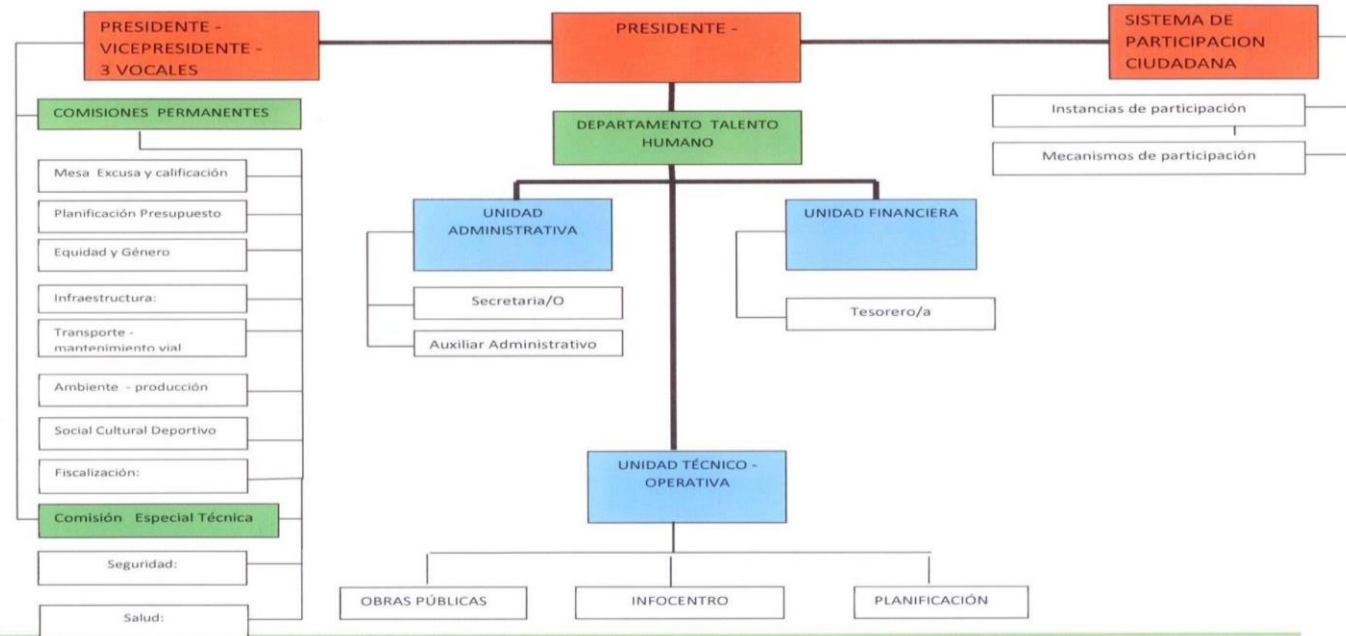 PRESIDENTE -
VICEPRESIDENTE -
3 VOCALES
PRESIDENTE -
SISTEMA DE
PARTICIPACION
CIUDADANA
COMISIONES PERMANENTES
Mesa Excusa y calificación
Planificación Presupuesto
Equidad y Género
Infraestructura:
Transporte -
mantenimiento vial
Ambiente - producción
Social Cultural Deportivo
Fiscalización:
Comisión Especial Técnica
Seguridad:
Salud:
DEPARTAMENTO TALENTO
HUMANO
UNIDAD
ADMINISTRATIVA
Secretaria/O
Auxiliar Administrativo
UNIDAD FINANCIERA
Tesorero/a
UNIDAD TÉCNICO -
OPERATIVA
OBRAS PÚBLICAS
INFOCENTRO
PLANIFICACIÓN
Instancias de participación
Mecanismos de participación